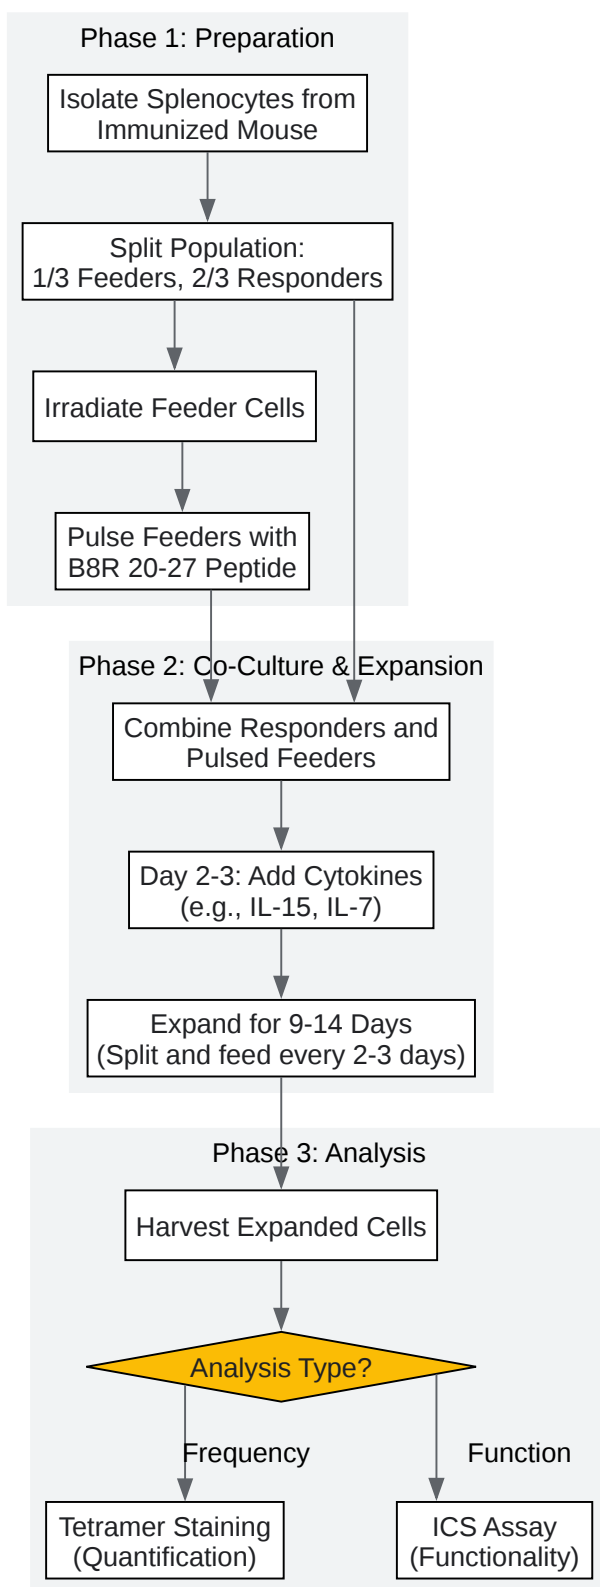 Phase 1: Preparation
Isolate Splenocytes from
Immunized Mouse
Split Population:
1/3 Feeders, 2/3 Responders
Irradiate Feeder Cells
Pulse Feeders with
B8R 20-27 Peptide
Phase 2: Co-Culture & Expansion
Combine Responders and
Pulsed Feeders
Day 2-3: Add Cytokines
(e.g., IL-15, IL-7)
Expand for 9-14 Days
(Split and feed every 2-3 days)
Phase 3: Analysis
Harvest Expanded Cells
Analysis Type?
Frequency
Function
Tetramer Staining
(Quantification)
ICS Assay
(Functionality)